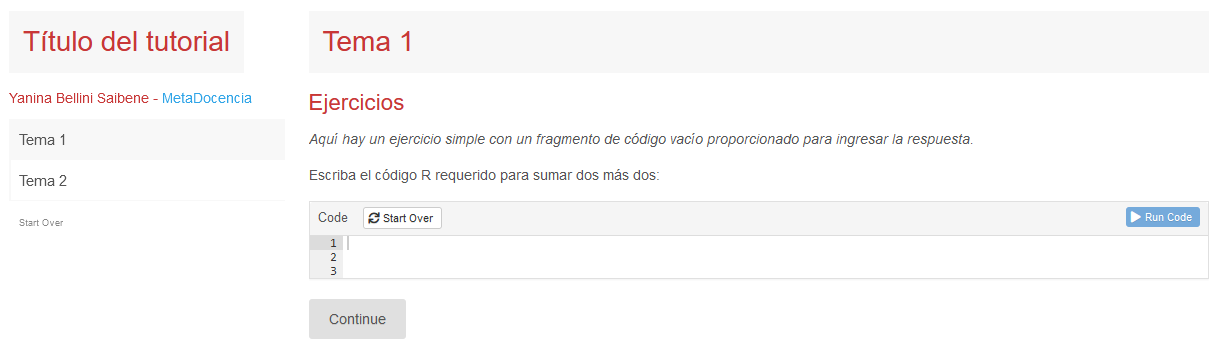 Título del tutorial
Yanina Bellini Saibene - MetaDocencia
Tema 1
Tema 2
Start Over
Tema 1
Ejercicios
Aquí hay un ejercicio simple con un fragmento de código vacío proporcionado para ingresar la respuesta.
Escriba el código R requerido para sumar dos más dos:
Code Start Over Run Code
1
2
3
Continue